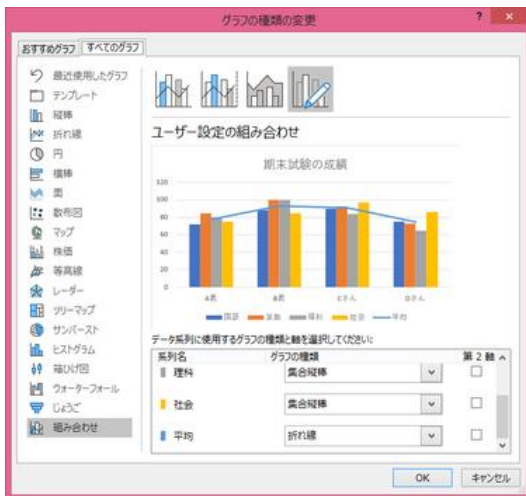 グラフの種類の変更
? ×
おすすめグラフ すべてのグラフ
最近使用したグラフ
テンプレート
縦棒
折れ線
円
横棒
面
散布図
マップ
株価
等高線
レーダー
ツリーマップ
サンバースト
ヒストグラム
箱ひげ図
ウォーターフォール
じょうご
組み合わせ
ユーザー設定の組み合わせ
期末試験の成績
120
100
80
60
40
20
0
A君 B君 Cさん Dさん
国語 算数 理科 社会 平均
データ系列に使用するグラフの種類と軸を選択してください:
系列名 グラフの種類 第2軸
理科 集合縦棒
社会 集合縦棒
平均 折れ線
OK キャンセル